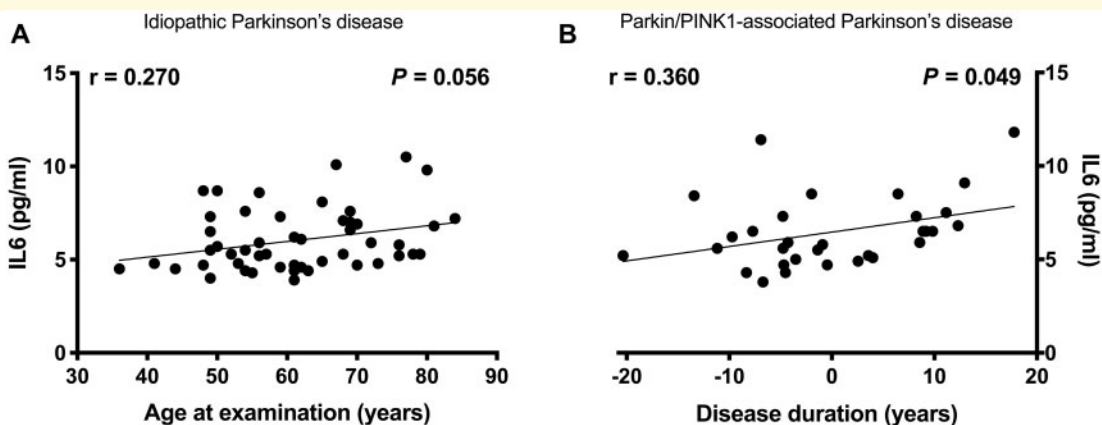 Idiopathic Parkinson's disease
Parkin/PINK1-associated Parkinson's disease
A
B
r = 0.270
P = 0.056
r = 0.360
P = 0.049
15
10
5
0
IL6 (pg/ml)
30 40 50 60 70 80 90
Age at examination (years)
15
10
5
0
IL6 (pg/ml)
-20 -10 0 10 20
Disease duration (years)